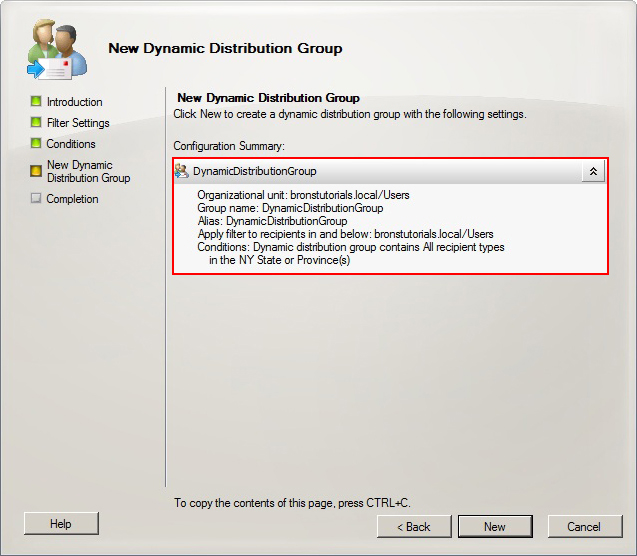 New Dynamic Distribution Group
Introduction
Filter Settings
Conditions
New Dynamic
Distribution Group
Completion
New Dynamic Distribution Group
Click New to create a dynamic distribution group with the following settings.
Configuration Summary:
DynamicDistributionGroup
Organizational unit: bronstutorials.local/Users
Group name: DynamicDistributionGroup
Alias: DynamicDistributionGroup
Apply filter to recipients in and below: bronstutorials.local/Users
Conditions: Dynamic distribution group contains All recipient types
in the NY State or Province(s)
To copy the contents of this page, press CTRL+C.
Help
< Back
New
Cancel